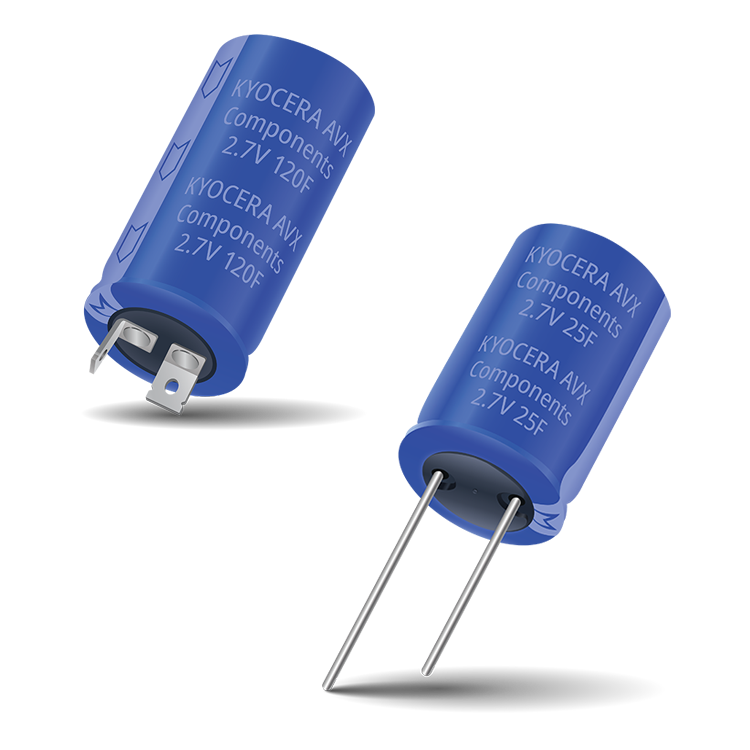 KYOCERA AVX
Components
2.7V 120F
KYOCERA AVX
Components
2.7V 120F
KYOCERA AVX
Components
2.7V 25F
KYOCERA AVX
Components
2.7V 25F